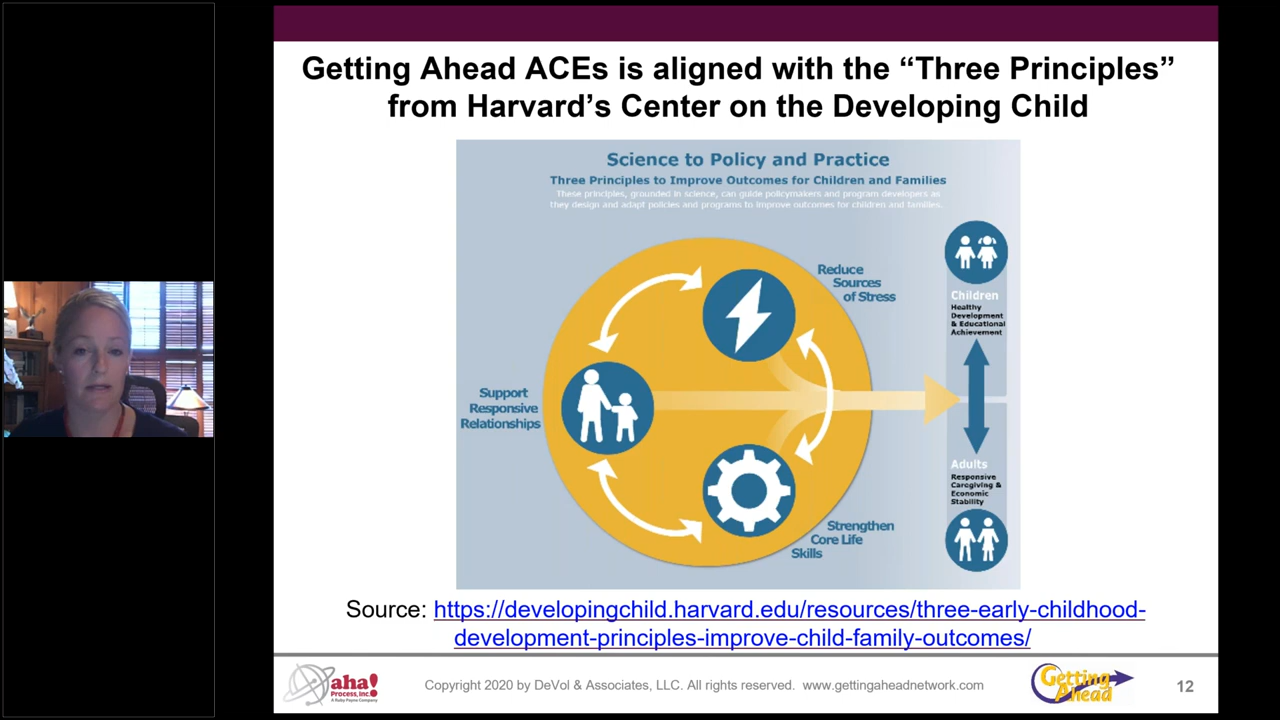 Getting Ahead ACEs is aligned with the “Three Principles”
from Harvard’s Center on the Developing Child
Science to Policy and Practice
Three Principles to Improve Outcomes for Children and Families
These principles, grounded in science, can guide policymakers and program developers as
they design and adapt policies and programs to improve outcomes for children and families.
Reduce
Sources
of Stress
Support
Responsive
Relationships
Strengthen
Core Life
Skills
Children
Healthy
Development
& Educational
Achievement
Adults
Responsive
Caregiving &
Economic
Stability
Source: https://developingchild.harvard.edu/resources/three-early-childhood-
development-principles-improve-child-family-outcomes/
aha!
Process, Inc.
A Ruby Payne Company
Copyright 2020 by DeVol & Associates, LLC. All rights reserved. www.gettingaheadnetwork.com
Getting
Ahead
12